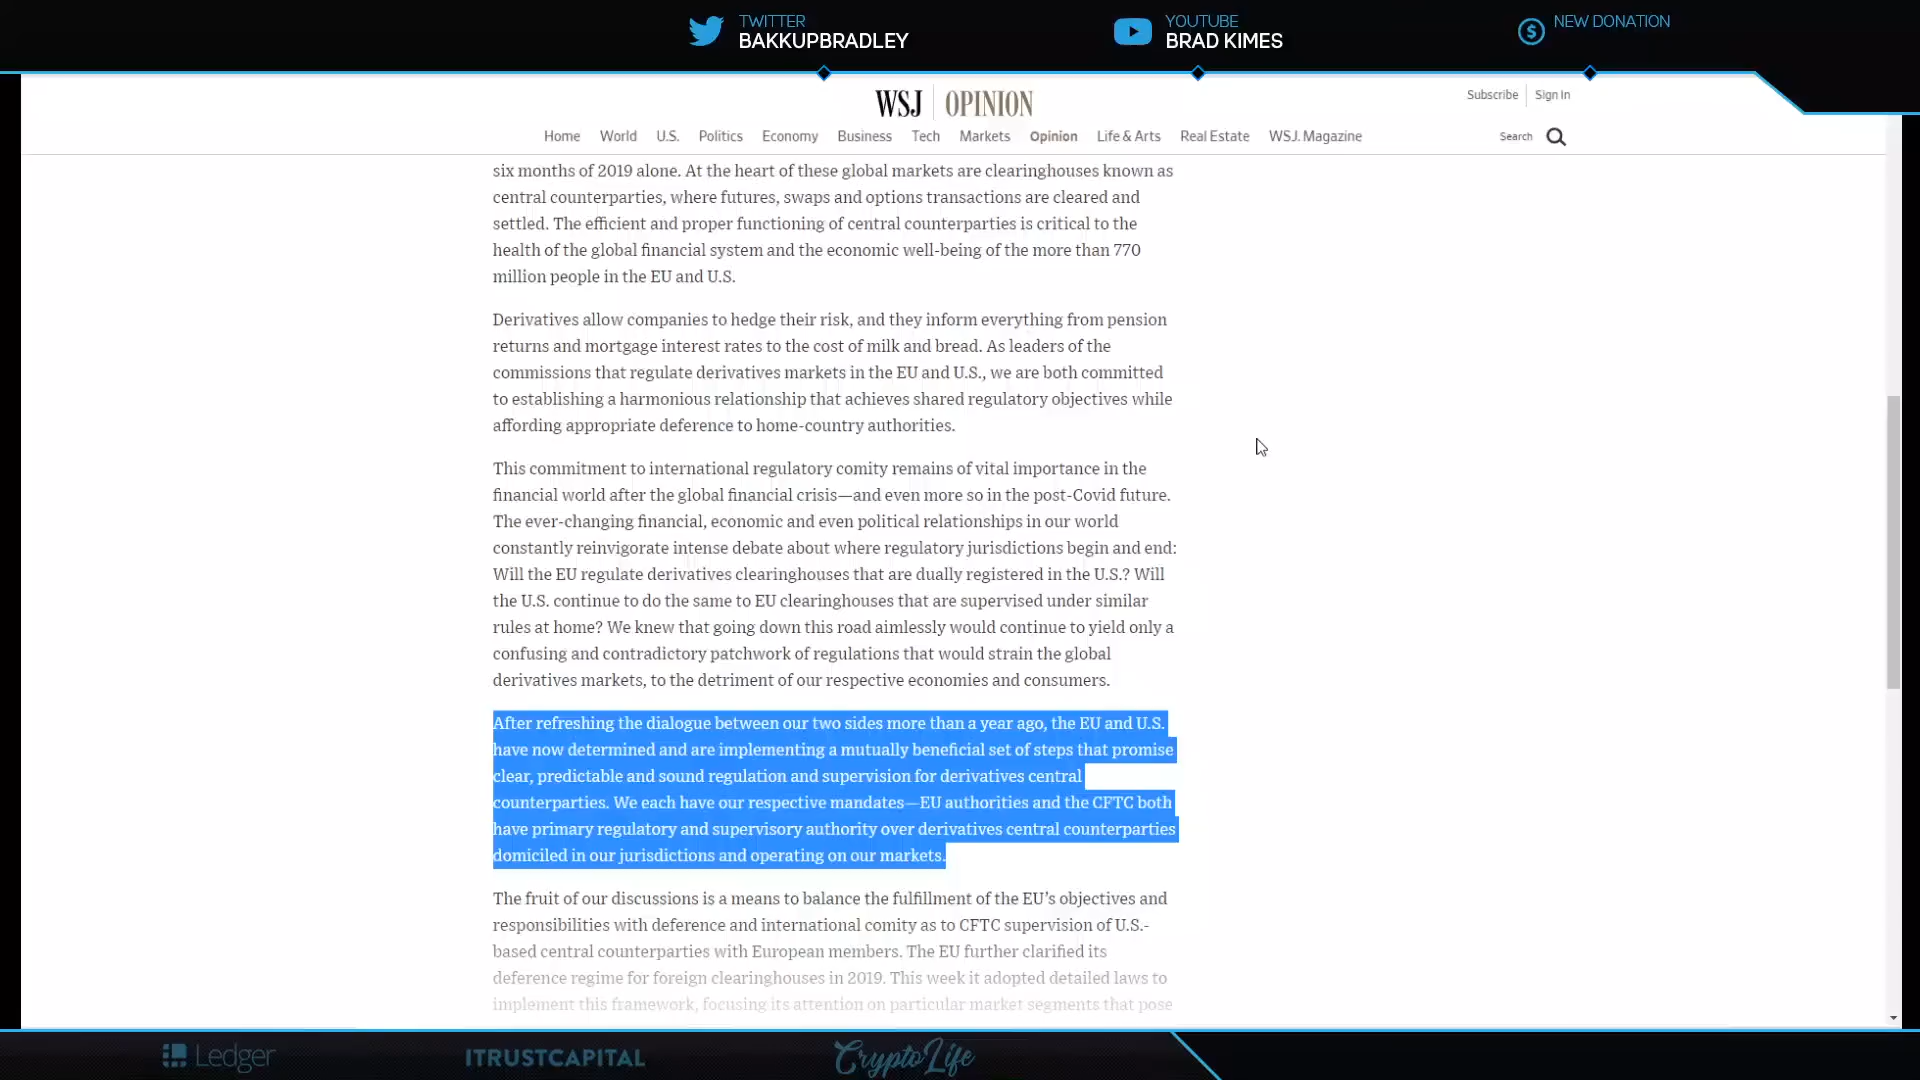 TWITTER
BAKKUPBRADLEY
YOUTUBE
BRAD KIMES
NEW DONATION
WSJ OPINION
Subscribe Sign In
Home World U.S. Politics Economy Business Tech Markets Opinion Life & Arts Real Estate WSJ. Magazine
Search
six months of 2019 alone. At the heart of these global markets are clearinghouses known as
central counterparties, where futures, swaps and options transactions are cleared and
settled. The efficient and proper functioning of central counterparties is critical to the
health of the global financial system and the economic well-being of the more than 770
million people in the EU and U.S.
Derivatives allow companies to hedge their risk, and they inform everything from pension
returns and mortgage interest rates to the cost of milk and bread. As leaders of the
commissions that regulate derivatives markets in the EU and U.S., we are both committed
to establishing a harmonious relationship that achieves shared regulatory objectives while
affording appropriate deference to home-country authorities.
This commitment to international regulatory comity remains of vital importance in the
financial world after the global financial crisis—and even more so in the post-Covid future.
The ever-changing financial, economic and even political relationships in our world
constantly reinvigorate intense debate about where regulatory jurisdictions begin and end:
Will the EU regulate derivatives clearinghouses that are dually registered in the U.S.? Will
the U.S. continue to do the same to EU clearinghouses that are supervised under similar
rules at home? We knew that going down this road aimlessly would continue to yield only a
confusing and contradictory patchwork of regulations that would strain the global
derivatives markets, to the detriment of our respective economies and consumers.
After refreshing the dialogue between our two sides more than a year ago, the EU and U.S.
have now determined and are implementing a mutually beneficial set of steps that promise
clear, predictable and sound regulation and supervision for derivatives central
counterparties. We each have our respective mandates—EU authorities and the CFTC both
have primary regulatory and supervisory authority over derivatives central counterparties
domiciled in our jurisdictions and operating on our markets.
The fruit of our discussions is a means to balance the fulfillment of the EU's objectives and
responsibilities with deference and international comity as to CFTC supervision of U.S.-
based central counterparties with European members. The EU further clarified its
deference regime for foreign clearinghouses in 2019. This week it adopted detailed laws to
implement this framework, focusing its attention on particular market segments that pose
Ledger
ITRUSTCAPITAL
CryptoLife